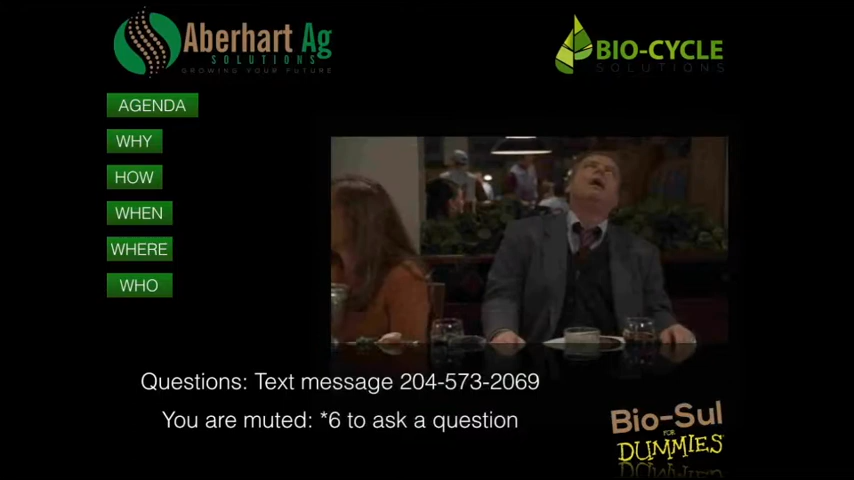 Aberhart Ag
SOLUTIONS
GROWING YOUR FUTURE
BIO-CYCLE
SOLUTIONS
AGENDA
WHY
HOW
WHEN
WHERE
WHO
Questions: Text message 204-573-2069
You are muted: *6 to ask a question
Bio-Sul
FOR
DUMMIES